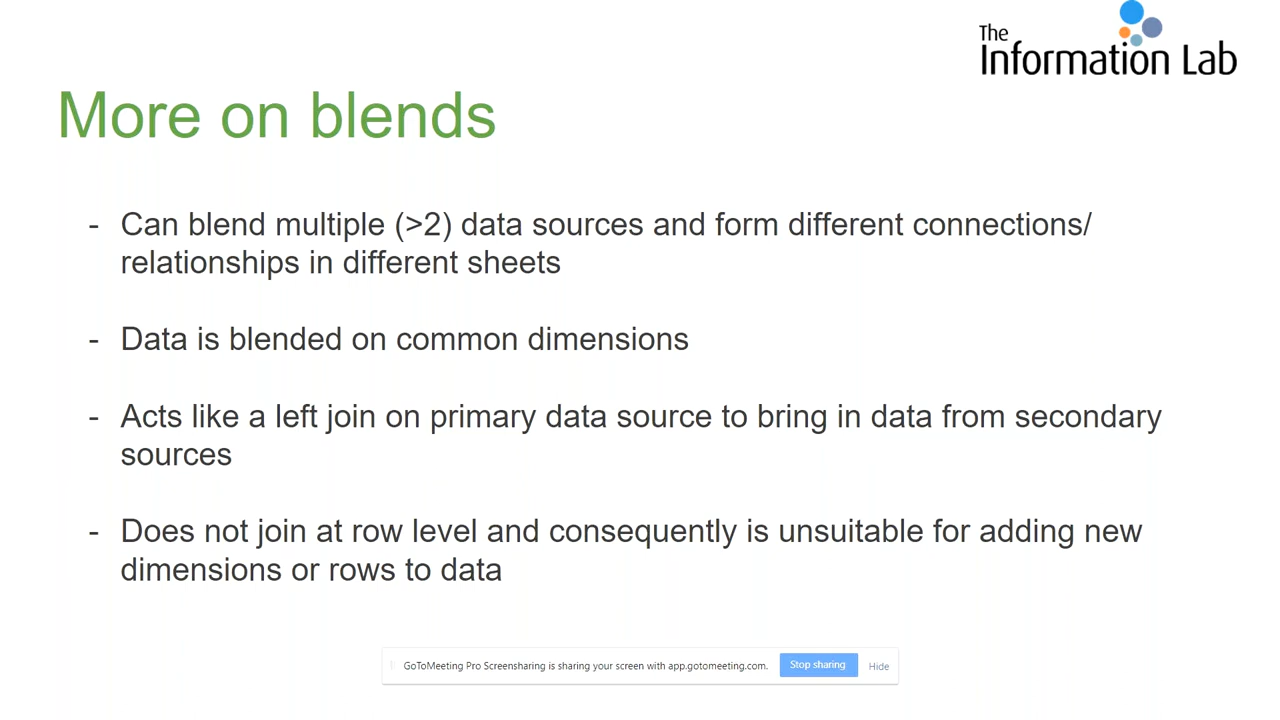 The
Information Lab
More on blends
- Can blend multiple (>2) data sources and form different connections/
relationships in different sheets
- Data is blended on common dimensions
- Acts like a left join on primary data source to bring in data from secondary
sources
- Does not join at row level and consequently is unsuitable for adding new
dimensions or rows to data
GoToMeeting Pro Screensharing is sharing your screen with app.gotomeeting.com. Stop sharing Hide